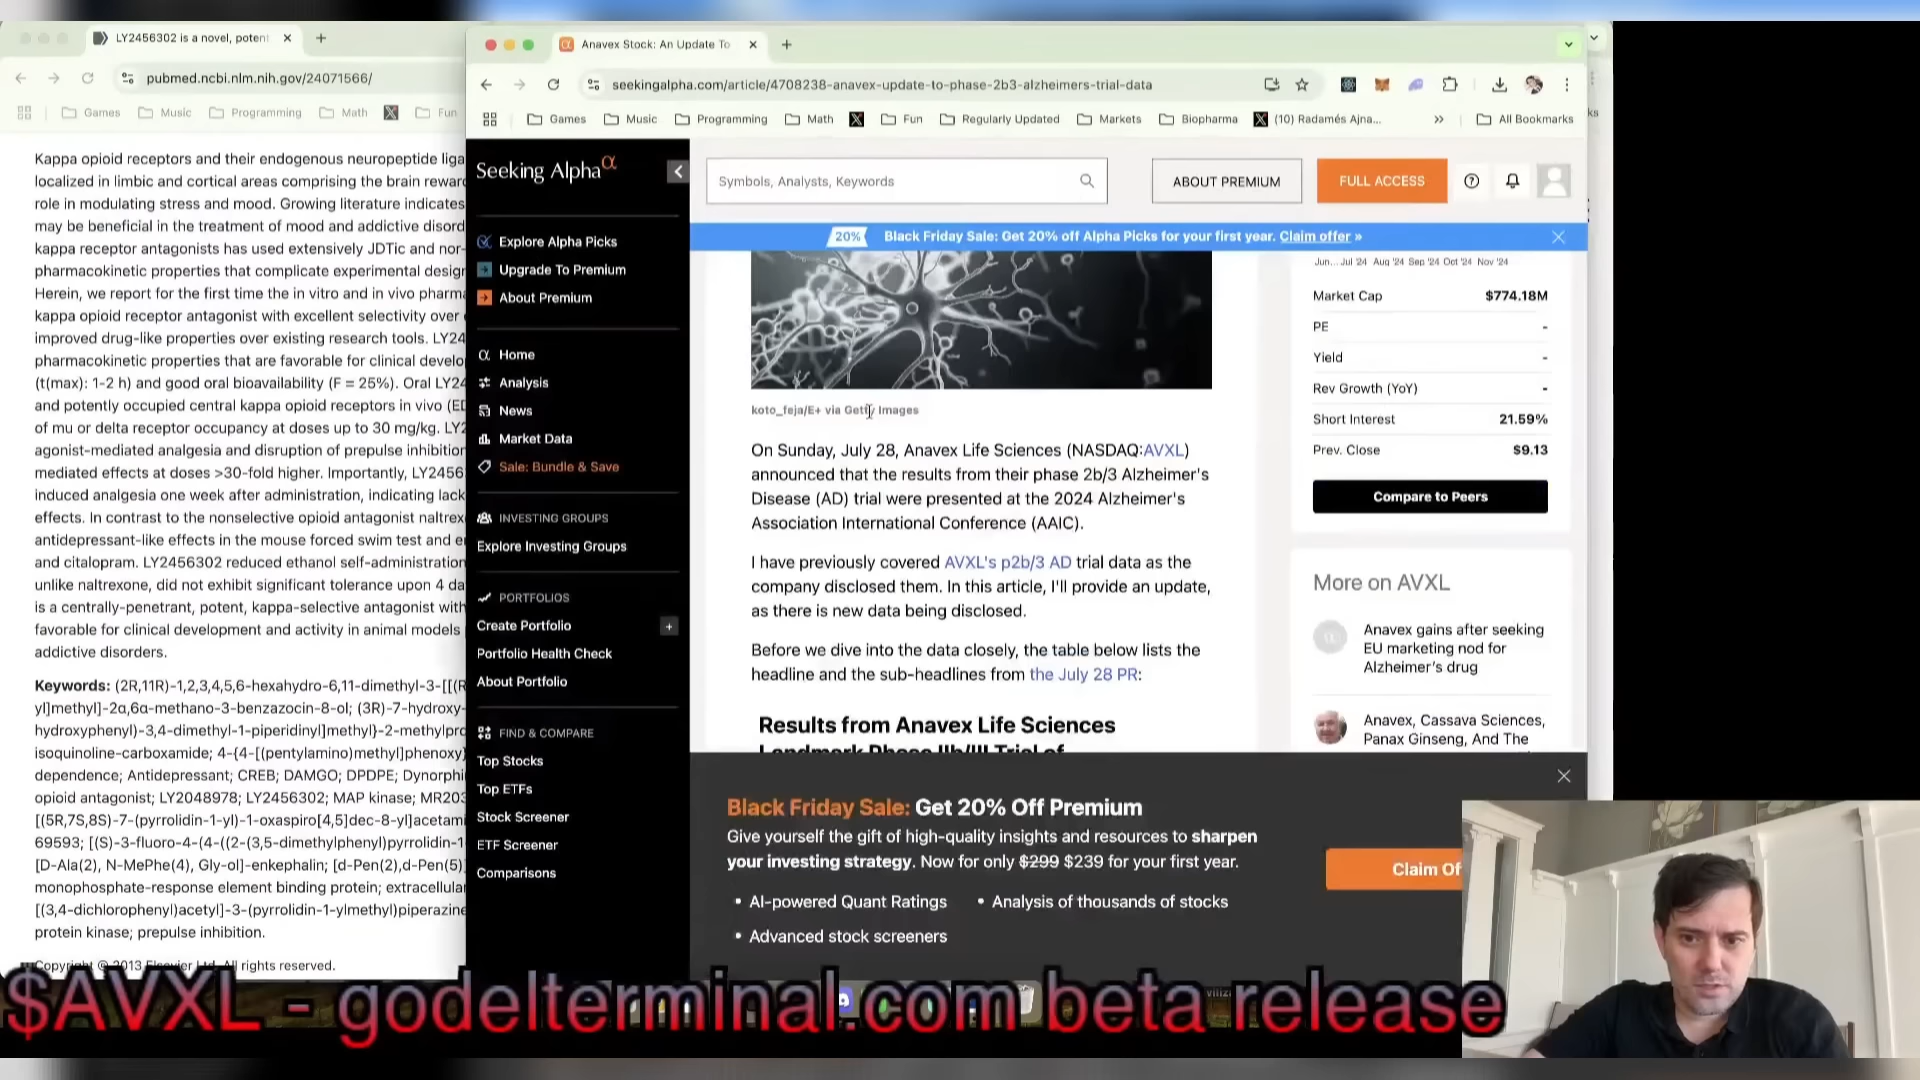 LY2456302 is a novel, poten
pubmed.ncbi.nlm.nih.gov/24071566/
Games
Music
Programming
Math
Fun
Kappa opioid receptors and their endogenous neuropeptide liga
localized in limbic and cortical areas comprising the brain rewar
role in modulating stress and mood. Growing literature indicates
may be beneficial in the treatment of mood and addictive disord
kappa receptor antagonists has used extensively JDTic and nor-
pharmacokinetic properties that complicate experimental design
Herein, we report for the first time the in vitro and in vivo pharma
kappa opioid receptor antagonist with excellent selectivity over
improved drug-like properties over existing research tools. LY24
pharmacokinetic properties that are favorable for clinical develop
(t(max): 1-2 h) and good oral bioavailability (F = 25%). Oral LY24
and potently occupied central kappa opioid receptors in vivo (ED
of mu or delta receptor occupancy at doses up to 30 mg/kg. LY2
agonist-mediated analgesia and disruption of prepulse inhibition
mediated effects at doses >30-fold higher. Importantly, LY2456
induced analgesia one week after administration, indicating lack
effects. In contrast to the nonselective opioid antagonist naltrex
antidepressant-like effects in the mouse forced swim test and e
and citalopram. LY2456302 reduced ethanol self-administration
unlike naltrexone, did not exhibit significant tolerance upon 4 da
is a centrally-penetrant, potent, kappa-selective antagonist with
favorable for clinical development and activity in animal models
addictive disorders.
Keywords: (2R,11R)-1,2,3,4,5,6-hexahydro-6,11-dimethyl-3-[[(R
yl]methyl]-2α,6α-methano-3-benzazocin-8-ol; (3R)-7-hydroxy-
hydroxyphenyl)-3,4-dimethyl-1-piperidinyl]methyl}-2-methylpro
isoquinoline-carboxamide; 4-{4-[(pentylamino)methyl]phenoxy}
dependence; Antidepressant; CREB; DAMGO; DPDPE; Dynorphi
opioid antagonist; LY2048978; LY2456302; MAP kinase; MR203
[(5R,7S,8S)-7-(pyrrolidin-1-yl)-1-oxaspiro[4,5]dec-8-yl]acetami
69593; [(S)-3-fluoro-4-(4-((2-(3,5-dimethylphenyl)pyrrolidin-1-
[D-Ala(2), N-MePhe(4), Gly-ol]-enkephalin; [d-Pen(2),d-Pen(5)]
monophosphate-response element binding protein; extracellular
[(3,4-dichlorophenyl)acetyl]-3-(pyrrolidin-1-ylmethyl)piperazine
protein kinase; prepulse inhibition.
Copyright © 2013 Elsevier Ltd. All rights reserved.
Anavex Stock: An Update To
seekingalpha.com/article/4708238-anavex-update-to-phase-2b3-alzheimers-trial-data
Games
Music
Programming
Math
Fun
Regularly Updated
Markets
Biopharma
(10) Radamés Ajna...
»
All Bookmarks
Seeking Alpha α
Symbols, Analysts, Keywords
ABOUT PREMIUM
FULL ACCESS
20%
Black Friday Sale: Get 20% off Alpha Picks for your first year. Claim offer »
Explore Alpha Picks
Upgrade To Premium
About Premium
Home
Analysis
News
Market Data
Sale: Bundle & Save
INVESTING GROUPS
Explore Investing Groups
PORTFOLIOS
Create Portfolio
Portfolio Health Check
About Portfolio
FIND & COMPARE
Top Stocks
Top ETFs
Stock Screener
ETF Screener
Comparisons
koto_feja/E+ via Getty Images
On Sunday, July 28, Anavex Life Sciences (NASDAQ:AVXL)
announced that the results from their phase 2b/3 Alzheimer's
Disease (AD) trial were presented at the 2024 Alzheimer's
Association International Conference (AAIC).
I have previously covered AVXL's p2b/3 AD trial data as the
company disclosed them. In this article, I'll provide an update,
as there is new data being disclosed.
Before we dive into the data closely, the table below lists the
headline and the sub-headlines from the July 28 PR:
Results from Anavex Life Sciences
Landmark Phase IIb/III Trial of
Jun... Jul '24 Aug '24 Sep '24 Oct '24 Nov '24
Market Cap $774.18M
PE -
Yield -
Rev Growth (YoY) -
Short Interest 21.59%
Prev. Close $9.13
Compare to Peers
More on AVXL
Anavex gains after seeking
EU marketing nod for
Alzheimer's drug
Anavex, Cassava Sciences,
Panax Ginseng, And The
Black Friday Sale: Get 20% Off Premium
Give yourself the gift of high-quality insights and resources to sharpen
your investing strategy. Now for only $299 $239 for your first year.
• AI-powered Quant Ratings
• Analysis of thousands of stocks
• Advanced stock screeners
Claim Of
$AVXL - godelterminal.com beta release